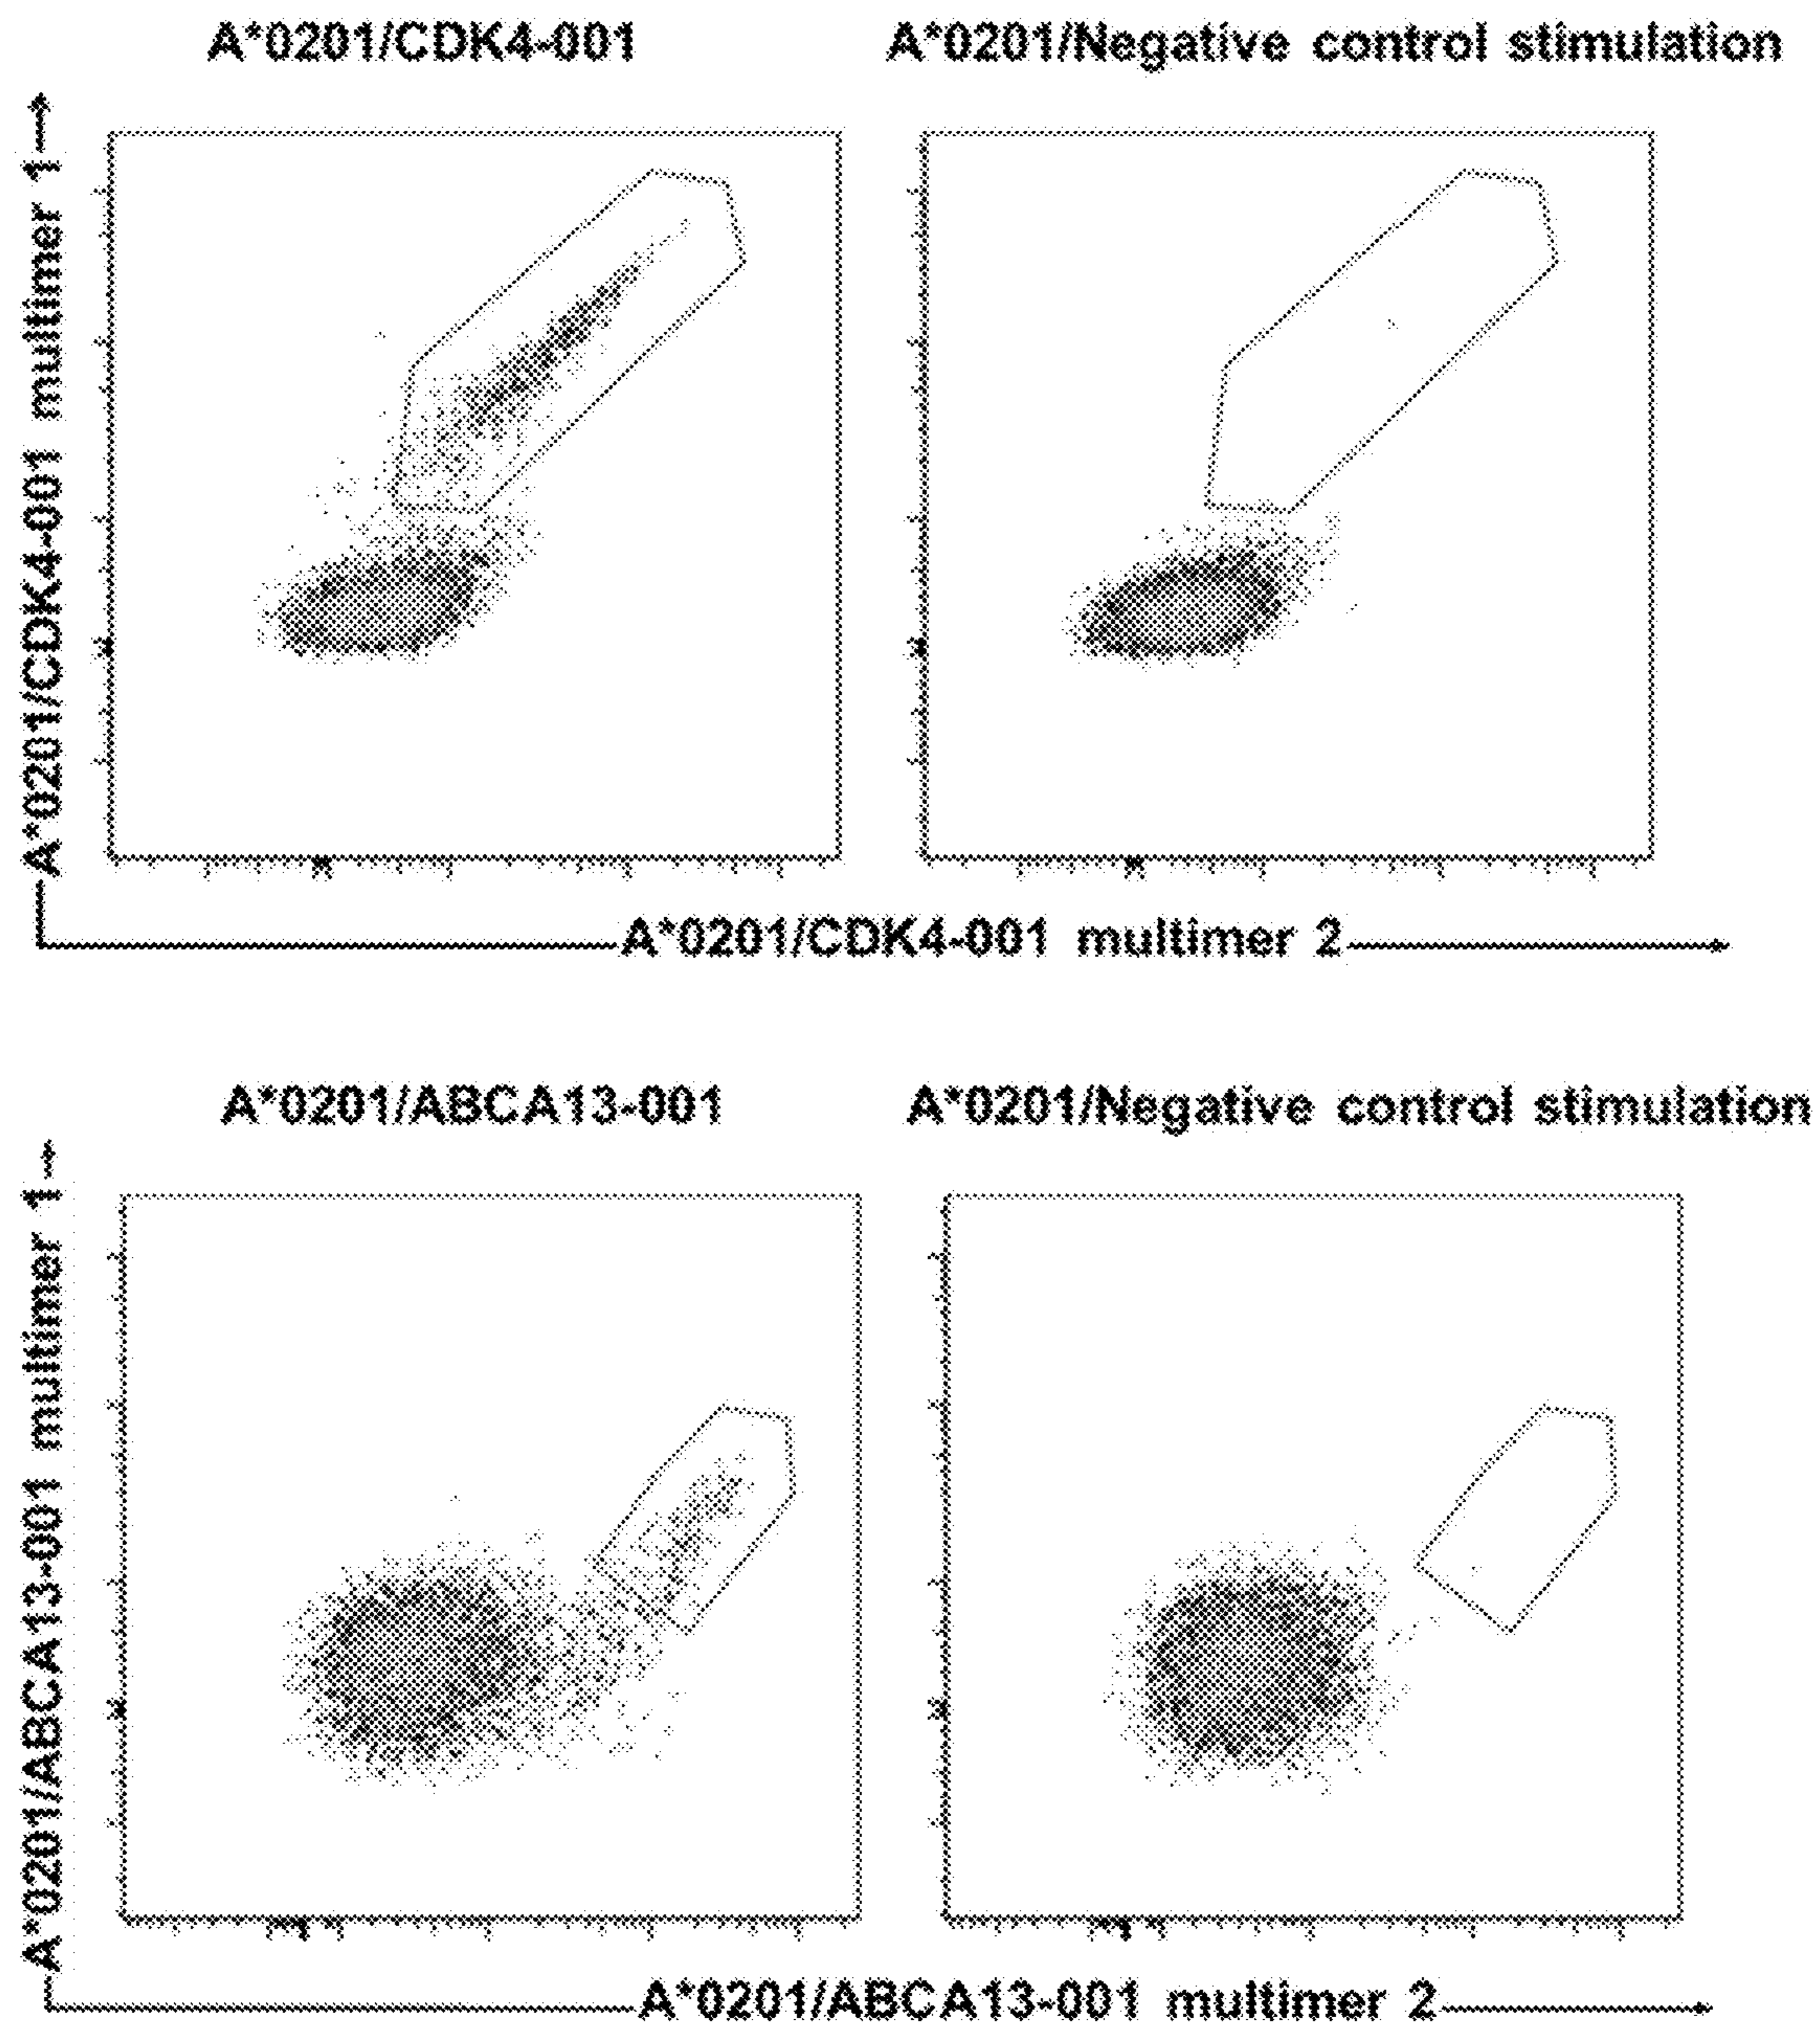 A*0201/CDK4-001
A*0201/Negative control stimulation
A*0201/CDK4-001 multimer 1
A*0201/CDK4-001 multimer 2
A*0201/ABCA13-001
A*0201/Negative control stimulation
A*0201/ABCA13-001 multimer 1
A*0201/ABCA13-001 multimer 2